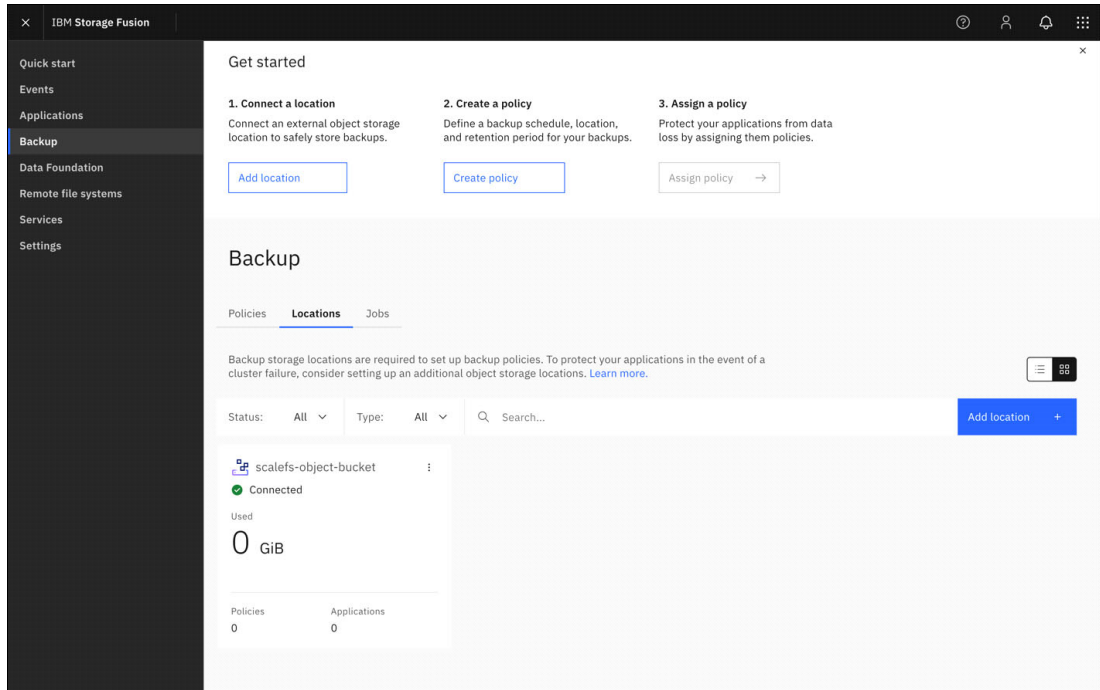 IBM Storage Fusion
Quick start
Events
Applications
Backup
Data Foundation
Remote file systems
Services
Settings
Get started
1. Connect a location
Connect an external object storage
location to safely store backups.
Add location
2. Create a policy
Define a backup schedule, location,
and retention period for your backups.
Create policy
3. Assign a policy
Protect your applications from data
loss by assigning them policies.
Assign policy
Backup
Policies Locations Jobs
Backup storage locations are required to set up backup policies. To protect your applications in the event of a
cluster failure, consider setting up an additional object storage locations. Learn more.
Status: All Type: All Search... Add location +
scalefs-object-bucket
Connected
Used
0 GiB
Policies Applications
0 0